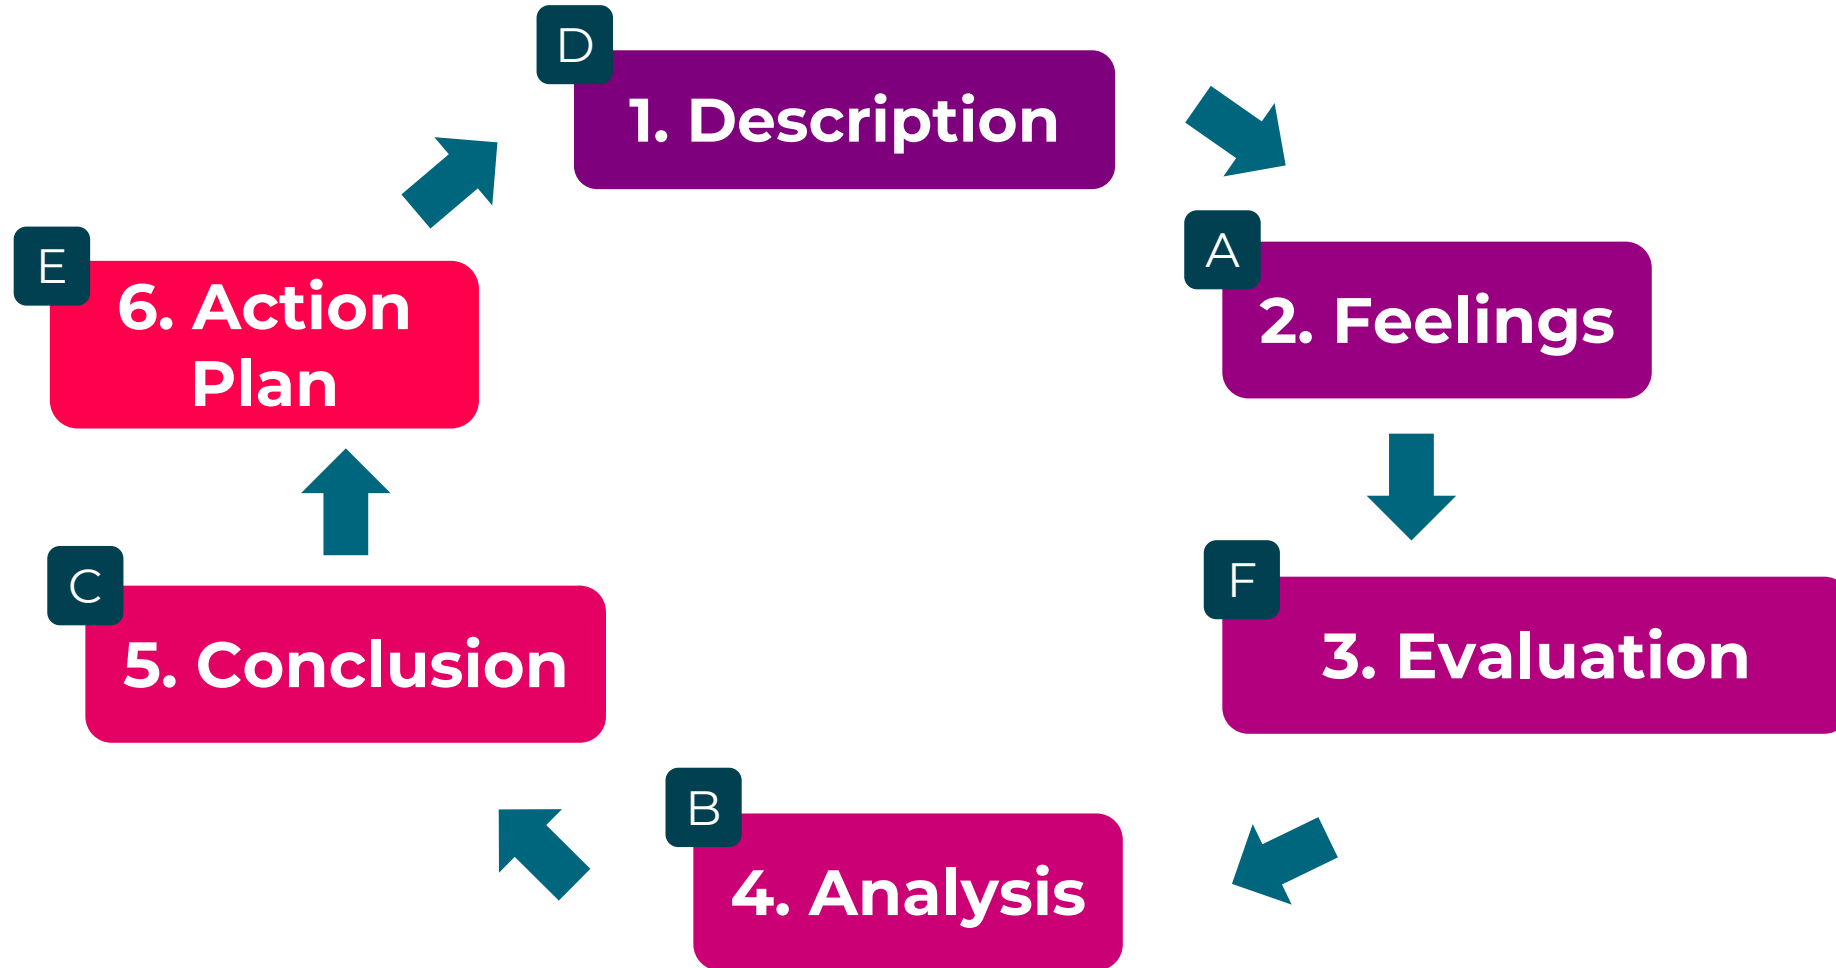 D
1. Description
A
2. Feelings
F
3. Evaluation
B
4. Analysis
C
5. Conclusion
E
6. Action
Plan